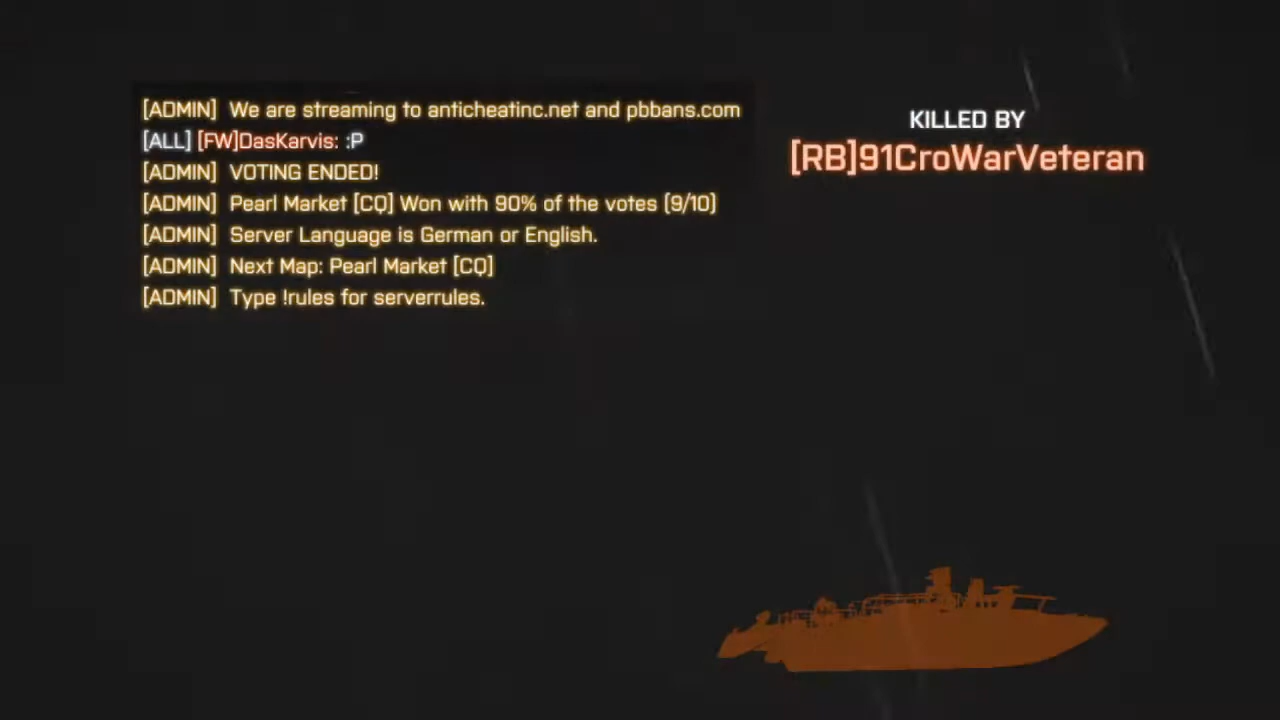 [ADMIN] We are streaming to anticheatinc.net and pbbans.com
[ALL] [FW]DasKarvis: :P
[ADMIN] VOTING ENDED!
[ADMIN] Pearl Market [CQ] Won with 90% of the votes (9/10)
[ADMIN] Server Language is German or English.
[ADMIN] Next Map: Pearl Market [CQ]
[ADMIN] Type !rules for serverrules.
KILLED BY
[RB]91CroWarVeteran